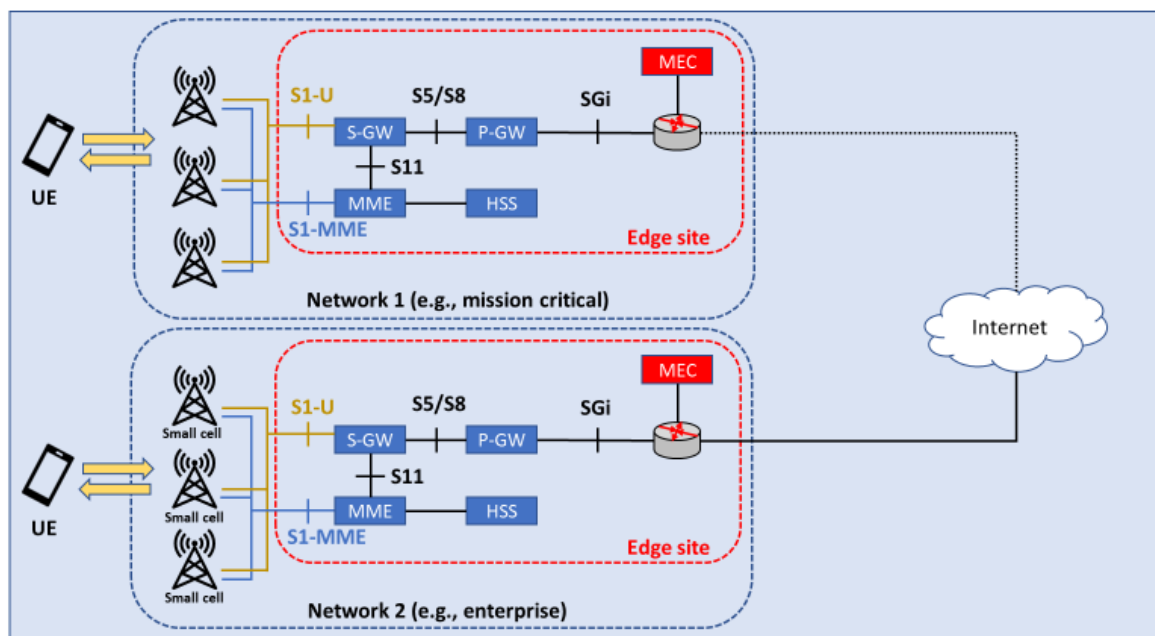 MEC
S1-U
S5/S8
SGi
S-GW
P-GW
S11
UE
MME
HSS
S1-MME
Edge site
Network 1 (e.g., mission critical)
Internet
MEC
S1-U
S5/S8
SGi
Small cell
S-GW
P-GW
S11
UE
Small cell
MME
HSS
S1-MME
Edge site
Small cell
Network 2 (e.g., enterprise)